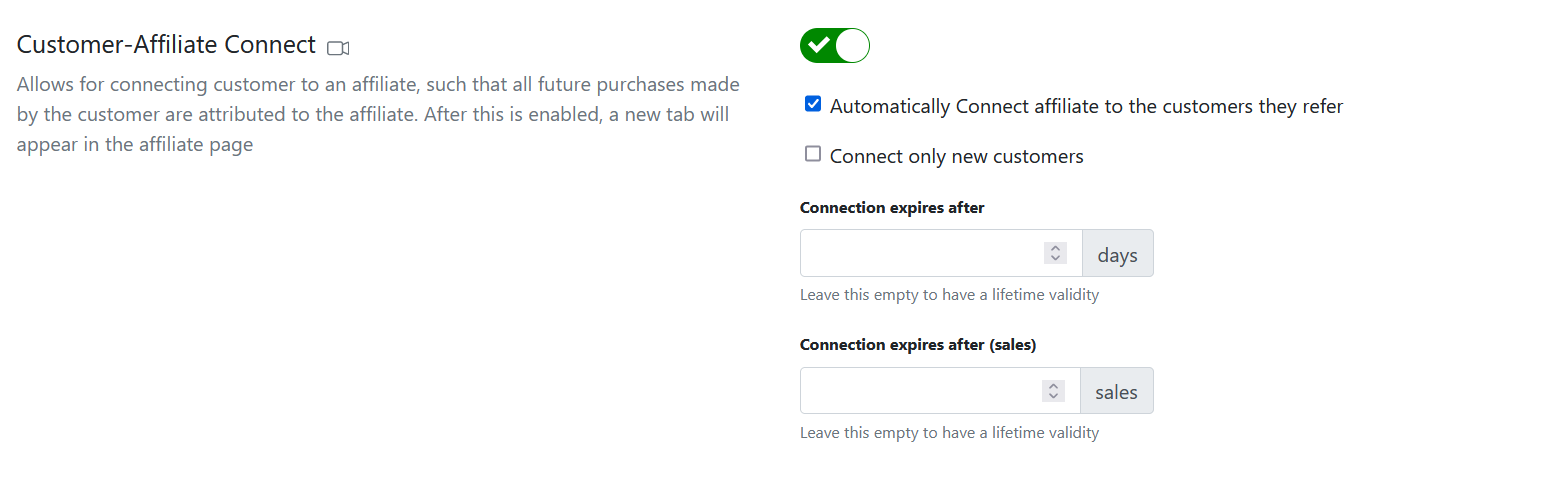 Customer-Affiliate Connect
Allows for connecting customer to an affiliate, such that all future purchases made
by the customer are attributed to the affiliate. After this is enabled, a new tab will
appear in the affiliate page
Automatically Connect affiliate to the customers they refer
Connect only new customers
Connection expires after
days
Leave this empty to have a lifetime validity
Connection expires after (sales)
sales
Leave this empty to have a lifetime validity